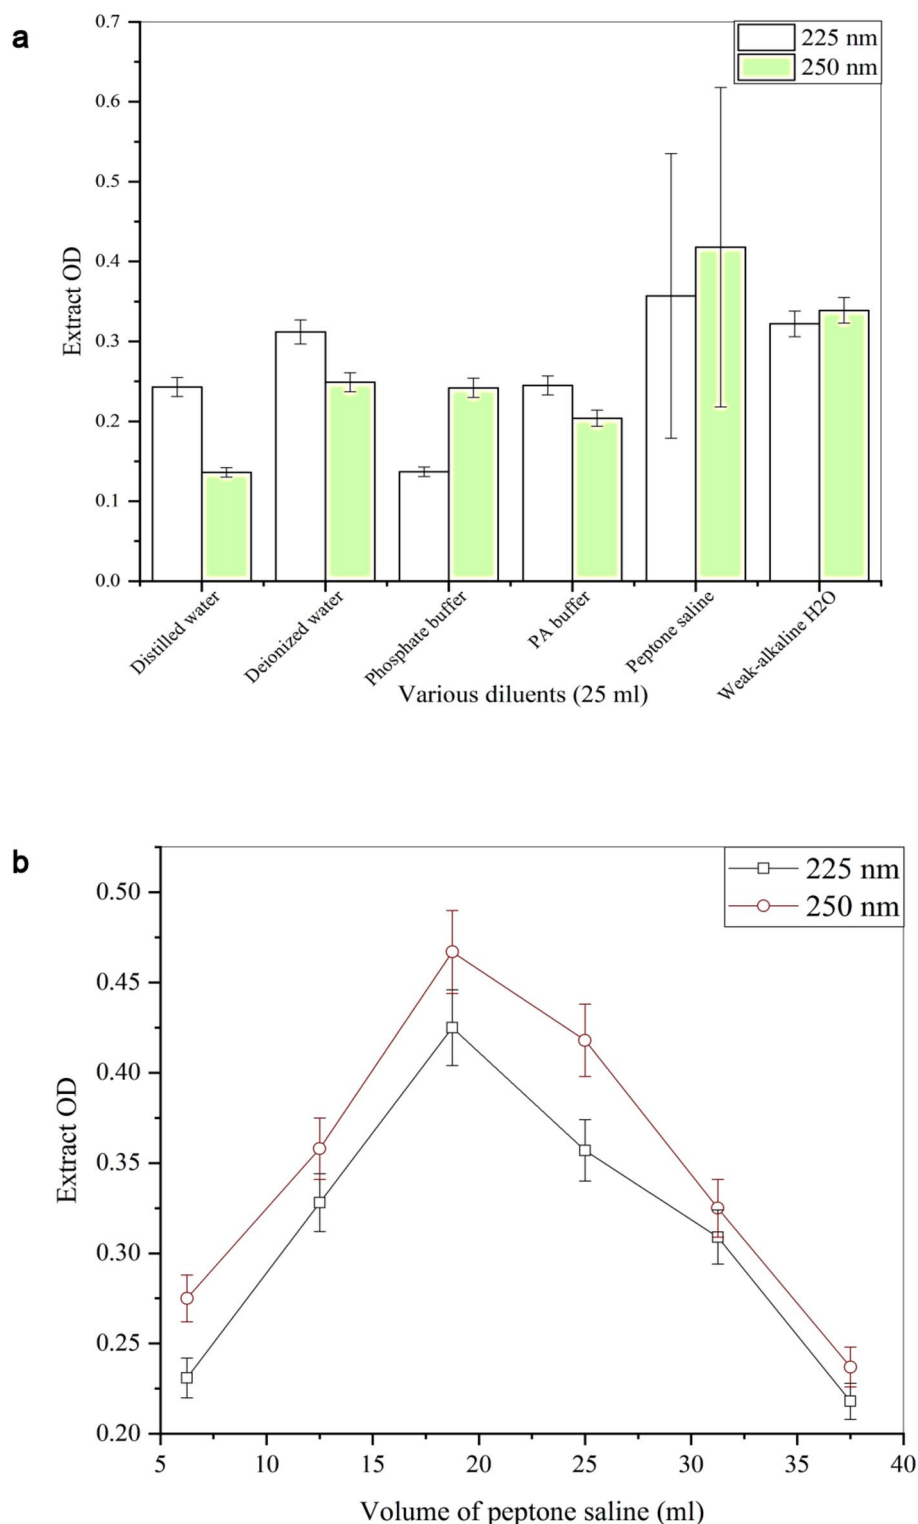 a
225 nm
250 nm
0.7
0.6
0.5
0.4
0.3
0.2
0.1
0.0
Extract OD
Distilled water
Deionized water
Phosphate buffer
PA buffer
Peptone saline
Weak-alkaline H2O
Various diluents (25 ml)
b
225 nm
250 nm
0.50
0.45
0.40
0.35
0.30
0.25
0.20
Extract OD
5 10 15 20 25 30 35 40
Volume of peptone saline (ml)